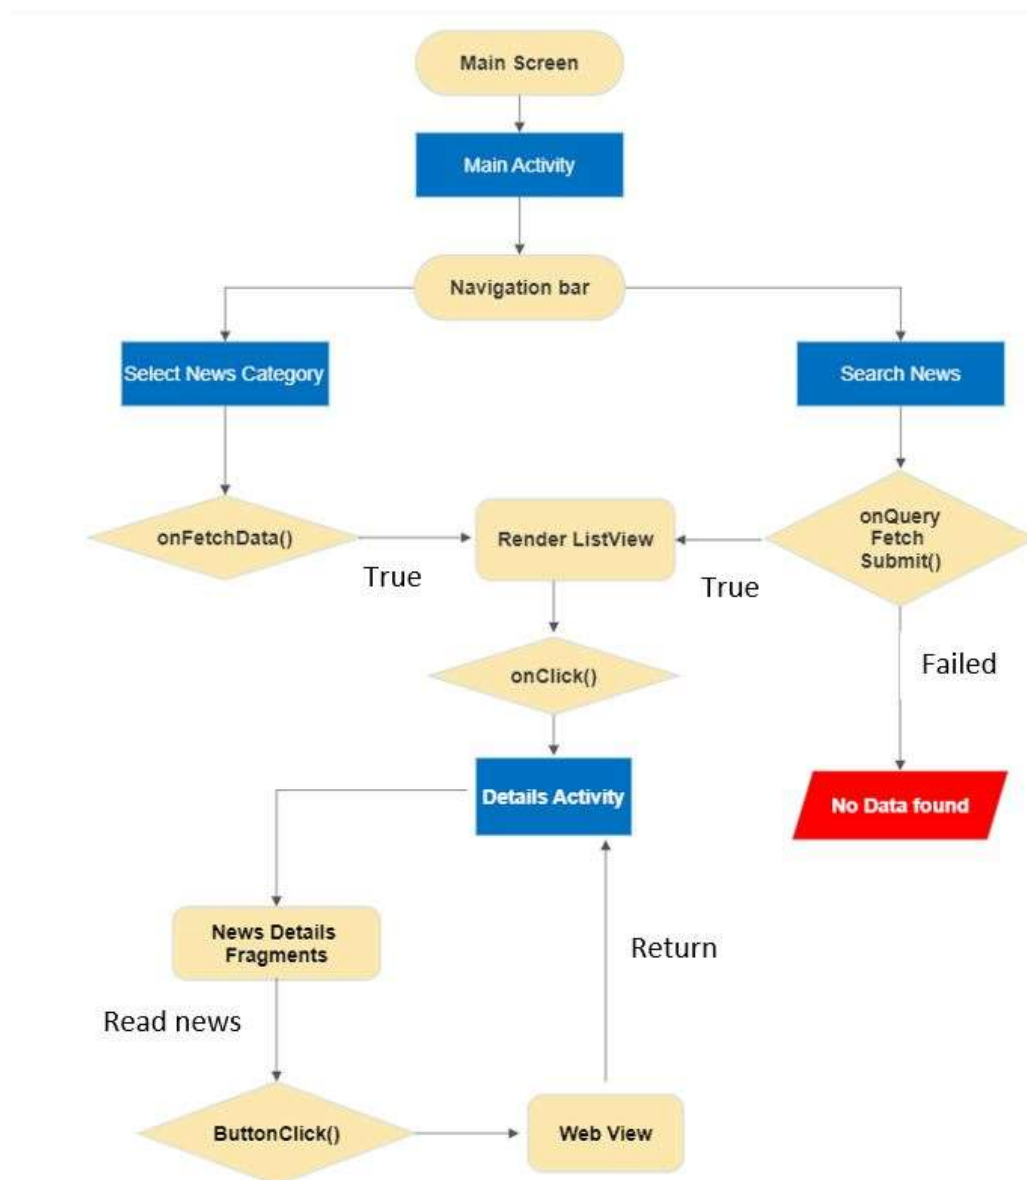 Main Screen
Main Activity
Navigation bar
Select News Category
Search News
onFetchData()
Render ListView
onQuery
Fetch
Submit()
True
True
Failed
onClick()
Details Activity
No Data found
News Details
Fragments
Return
Read news
ButtonClick()
Web View